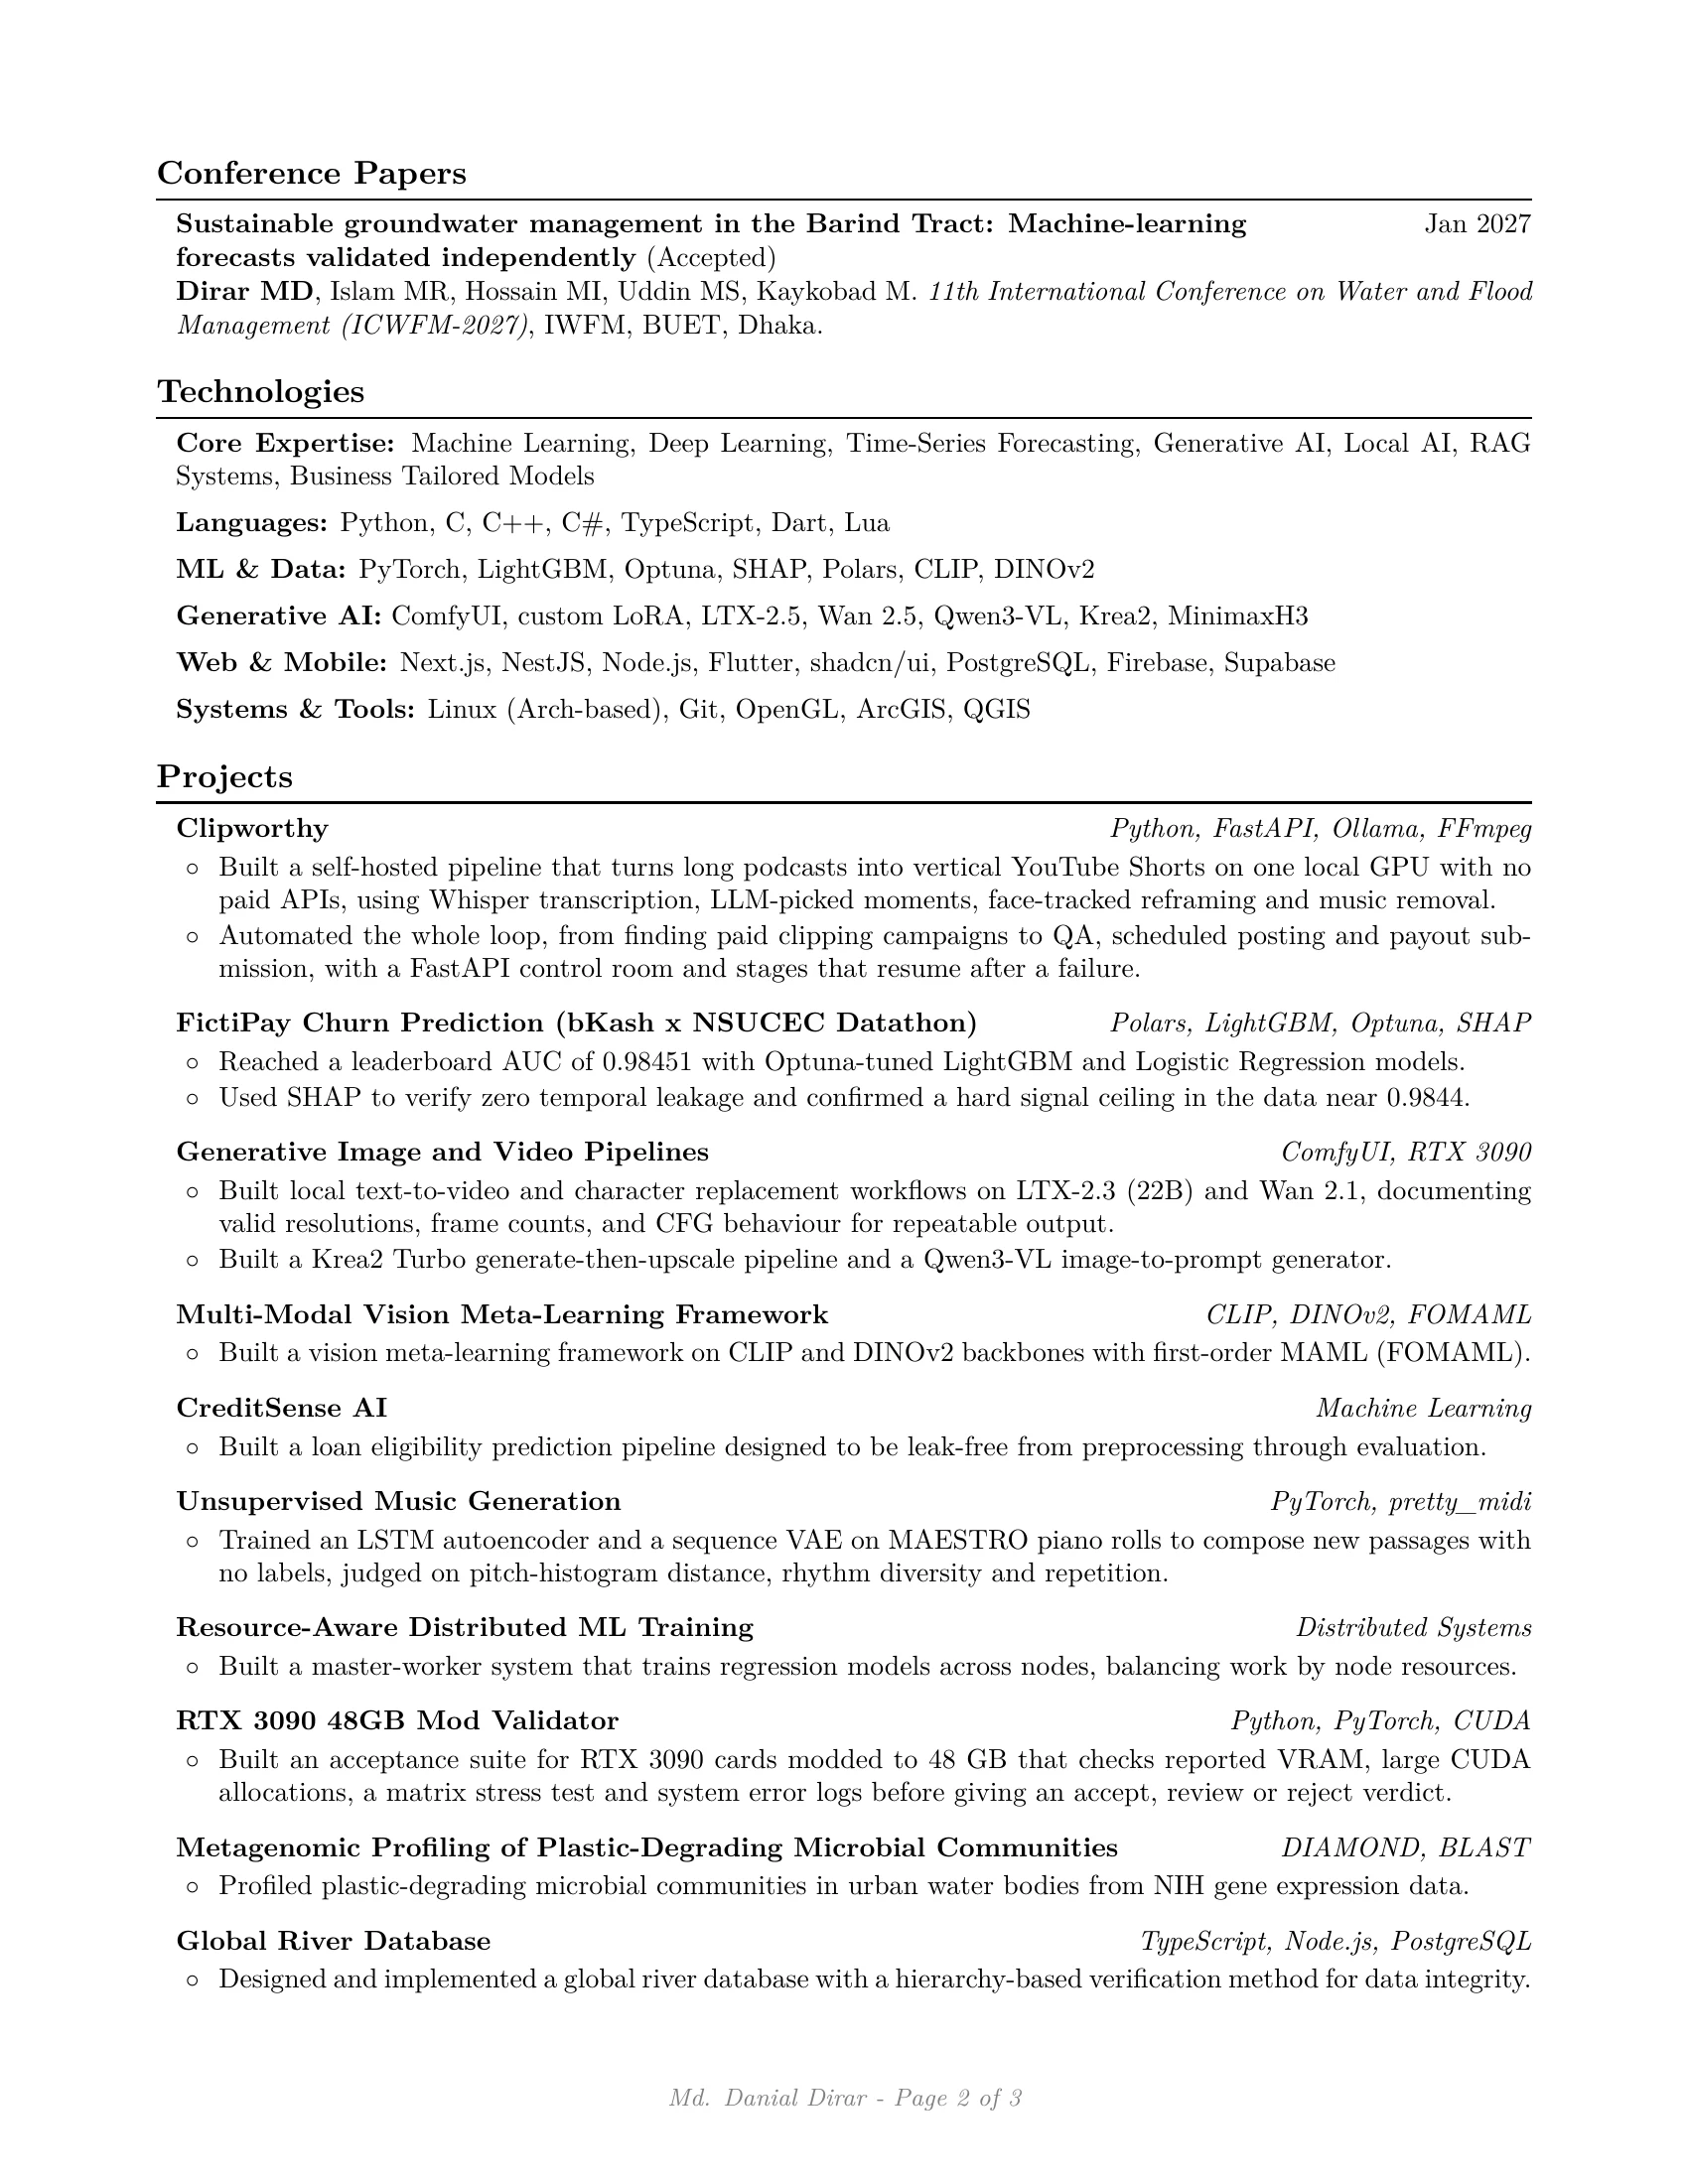 Conference Papers
Sustainable groundwater management in the Barind Tract: Machine-learning Jan 2027
forecasts validated independently (Accepted)
Dirar MD, Islam MR, Hossain MI, Uddin MS, Kaykobad M. 11th International Conference on Water and Flood
Management (ICWFM-2027), IWFM, BUET, Dhaka.
Technologies
Core Expertise: Machine Learning, Deep Learning, Time-Series Forecasting, Generative AI, Local AI, RAG
Systems, Business Tailored Models
Languages: Python, C, C++, C#, TypeScript, Dart, Lua
ML & Data: PyTorch, LightGBM, Optuna, SHAP, Polars, CLIP, DINOv2
Generative AI: ComfyUI, custom LoRA, LTX-2.5, Wan 2.5, Qwen3-VL, Krea2, MinimaxH3
Web & Mobile: Next.js, NestJS, Node.js, Flutter, shadcn/ui, PostgreSQL, Firebase, Supabase
Systems & Tools: Linux (Arch-based), Git, OpenGL, ArcGIS, QGIS
Projects
Clipworthy Python, FastAPI, Ollama, FFmpeg
○ Built a self-hosted pipeline that turns long podcasts into vertical YouTube Shorts on one local GPU with no
paid APIs, using Whisper transcription, LLM-picked moments, face-tracked reframing and music removal.
○ Automated the whole loop, from finding paid clipping campaigns to QA, scheduled posting and payout sub-
mission, with a FastAPI control room and stages that resume after a failure.
FictiPay Churn Prediction (bKash x NSUCEC Datathon) Polars, LightGBM, Optuna, SHAP
○ Reached a leaderboard AUC of 0.98451 with Optuna-tuned LightGBM and Logistic Regression models.
○ Used SHAP to verify zero temporal leakage and confirmed a hard signal ceiling in the data near 0.9844.
Generative Image and Video Pipelines ComfyUI, RTX 3090
○ Built local text-to-video and character replacement workflows on LTX-2.3 (22B) and Wan 2.1, documenting
valid resolutions, frame counts, and CFG behaviour for repeatable output.
○ Built a Krea2 Turbo generate-then-upscale pipeline and a Qwen3-VL image-to-prompt generator.
Multi-Modal Vision Meta-Learning Framework CLIP, DINOv2, FOMAML
○ Built a vision meta-learning framework on CLIP and DINOv2 backbones with first-order MAML (FOMAML).
CreditSense AI Machine Learning
○ Built a loan eligibility prediction pipeline designed to be leak-free from preprocessing through evaluation.
Unsupervised Music Generation PyTorch, pretty_midi
○ Trained an LSTM autoencoder and a sequence VAE on MAESTRO piano rolls to compose new passages with
no labels, judged on pitch-histogram distance, rhythm diversity and repetition.
Resource-Aware Distributed ML Training Distributed Systems
○ Built a master-worker system that trains regression models across nodes, balancing work by node resources.
RTX 3090 48GB Mod Validator Python, PyTorch, CUDA
○ Built an acceptance suite for RTX 3090 cards modded to 48 GB that checks reported VRAM, large CUDA
allocations, a matrix stress test and system error logs before giving an accept, review or reject verdict.
Metagenomic Profiling of Plastic-Degrading Microbial Communities DIAMOND, BLAST
○ Profiled plastic-degrading microbial communities in urban water bodies from NIH gene expression data.
Global River Database TypeScript, Node.js, PostgreSQL
○ Designed and implemented a global river database with a hierarchy-based verification method for data integrity.
Md. Danial Dirar - Page 2 of 3